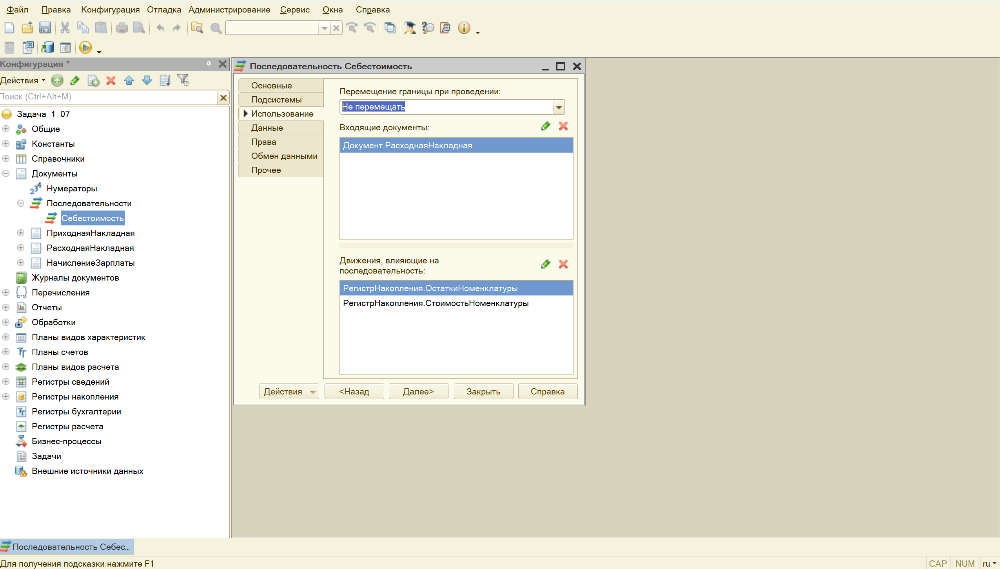 Файл Правка Конфигурация Отладка Администрирование Сервис Окна Справка
Конфигурация *
Действия
Поиск (Ctrl+Alt+M)
Задача_1_07
Общие
Константы
Справочники
Документы
Нумераторы
Последовательности
Себестоимость
ПриходнаяНакладная
РасходнаяНакладная
НачислениеЗарплаты
Журналы документов
Перечисления
Отчеты
Обработки
Планы видов характеристик
Планы счетов
Планы видов расчета
Регистры сведений
Регистры накопления
Регистры бухгалтерии
Регистры расчета
Бизнес-процессы
Задачи
Внешние источники данных
Последовательность Себестоимость
Основные
Подсистемы
Использование
Данные
Права
Обмен данными
Прочее
Перемещение границы при проведении:
Не перемещать
Входящие документы:
Документ.РасходнаяНакладная
Движения, влияющие на
последовательность:
РегистрНакопления.ОстаткиНоменклатуры
РегистрНакопления.СтоимостьНоменклатуры
Действия <Назад Далее> Закрыть Справка
Последовательность Себес...
Для получения подсказки нажмите F1
CAP NUM ru